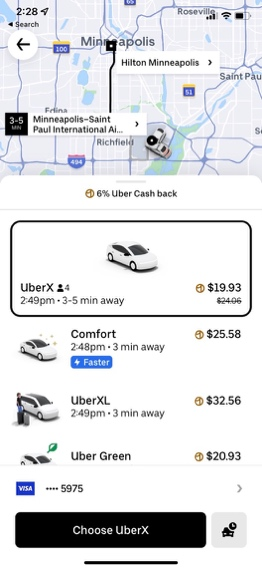 2:28
Search
Roseville
65
100
Minneapolis
Hilton Minneapolis >
51
Saint Pau
Edina
3-5
MIN
Minneapolis–Saint
Paul International Ai... >
Richfield
494
6% Uber Cash back
UberX 4
$19.93
2:49pm • 3-5 min away
$24.06
Comfort
$25.58
2:48pm • 3 min away
Faster
UberXL
$32.56
2:49pm • 3 min away
Uber Green
$20.93
VISA
•••• 5975
Choose UberX